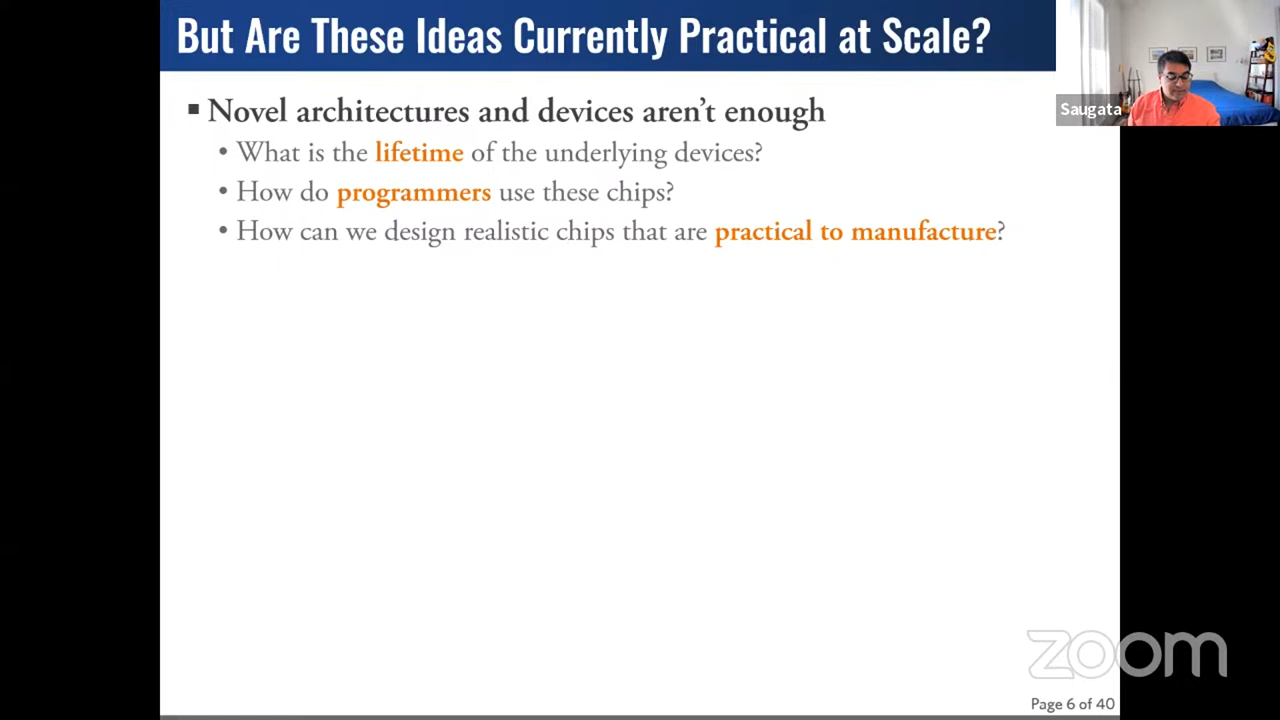 But Are These Ideas Currently Practical at Scale?
Saugata
▪ Novel architectures and devices aren’t enough
• What is the lifetime of the underlying devices?
• How do programmers use these chips?
• How can we design realistic chips that are practical to manufacture?
zoom
Page 6 of 40